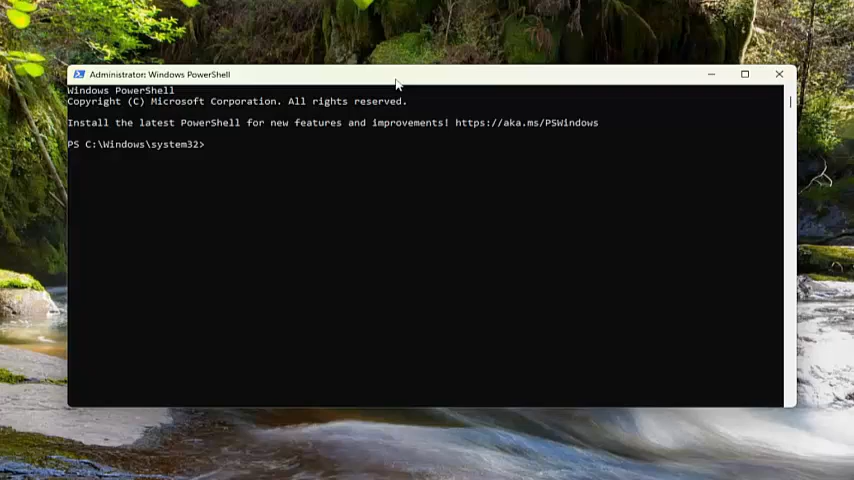 Administrator: Windows PowerShell
Windows PowerShell
Copyright (C) Microsoft Corporation. All rights reserved.
Install the latest PowerShell for new features and improvements! https://aka.ms/PSWindows
PS C:\Windows\system32>